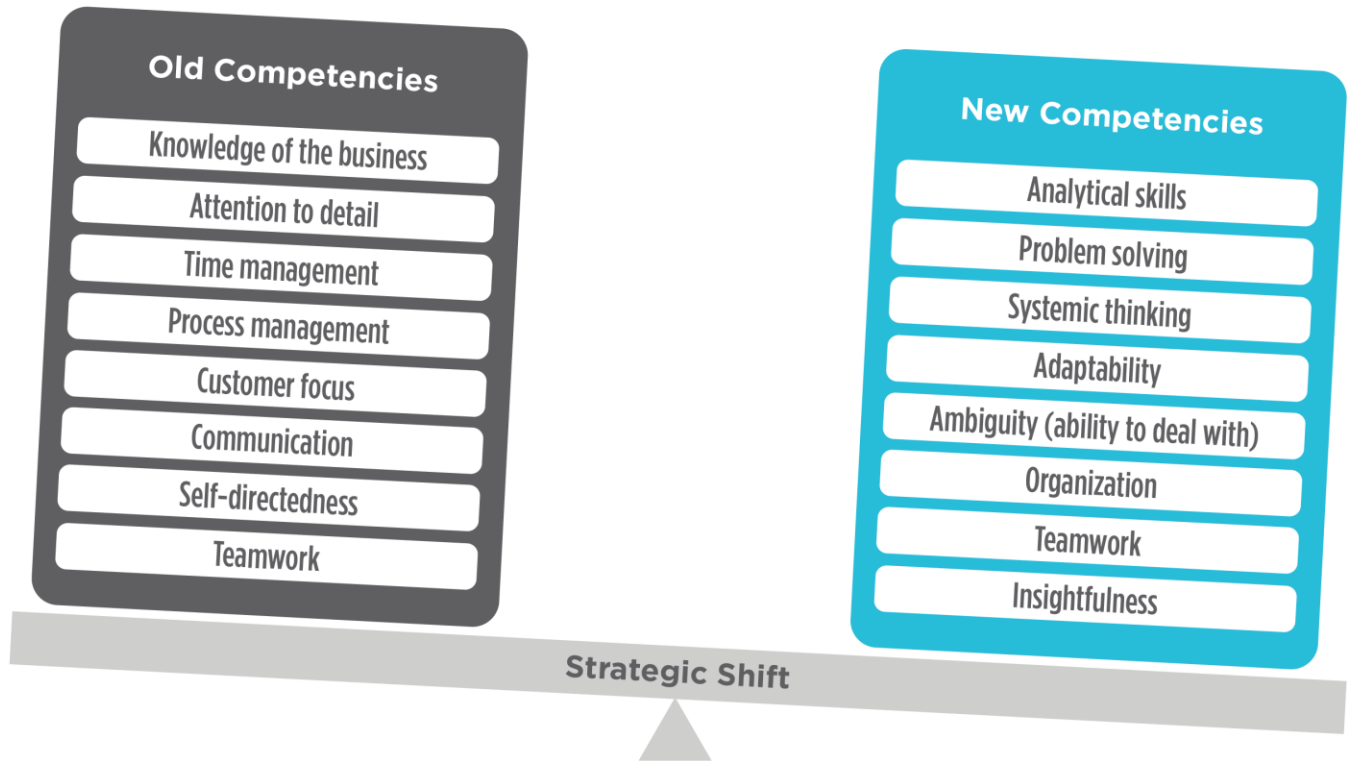 Old Competencies
Knowledge of the business
Attention to detail
Time management
Process management
Customer focus
Communication
Self-directedness
Teamwork
New Competencies
Analytical skills
Problem solving
Systemic thinking
Adaptability
Ambiguity (ability to deal with)
Organization
Teamwork
Insightfulness
Strategic Shift